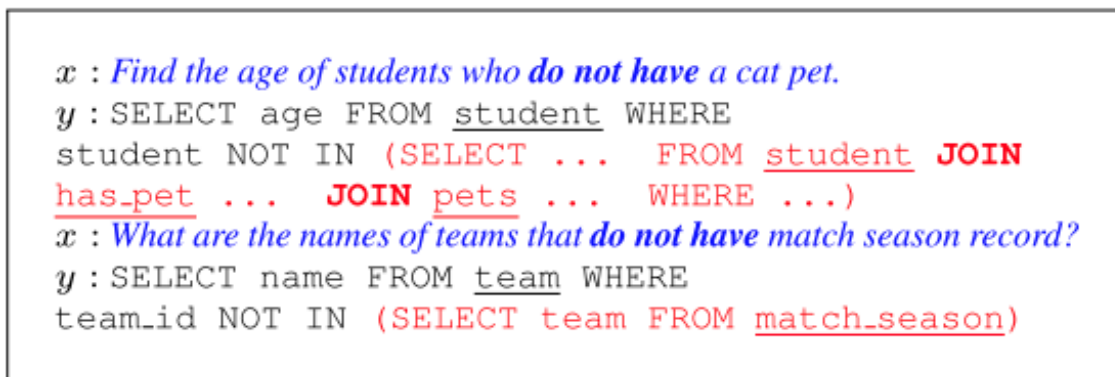 x : Find the age of students who do not have a cat pet.
y : SELECT age FROM student WHERE
student NOT IN (SELECT ... FROM student JOIN
has_pet ... JOIN pets ... WHERE ...)
x : What are the names of teams that do not have match season record?
y : SELECT name FROM team WHERE
team_id NOT IN (SELECT team FROM match_season)